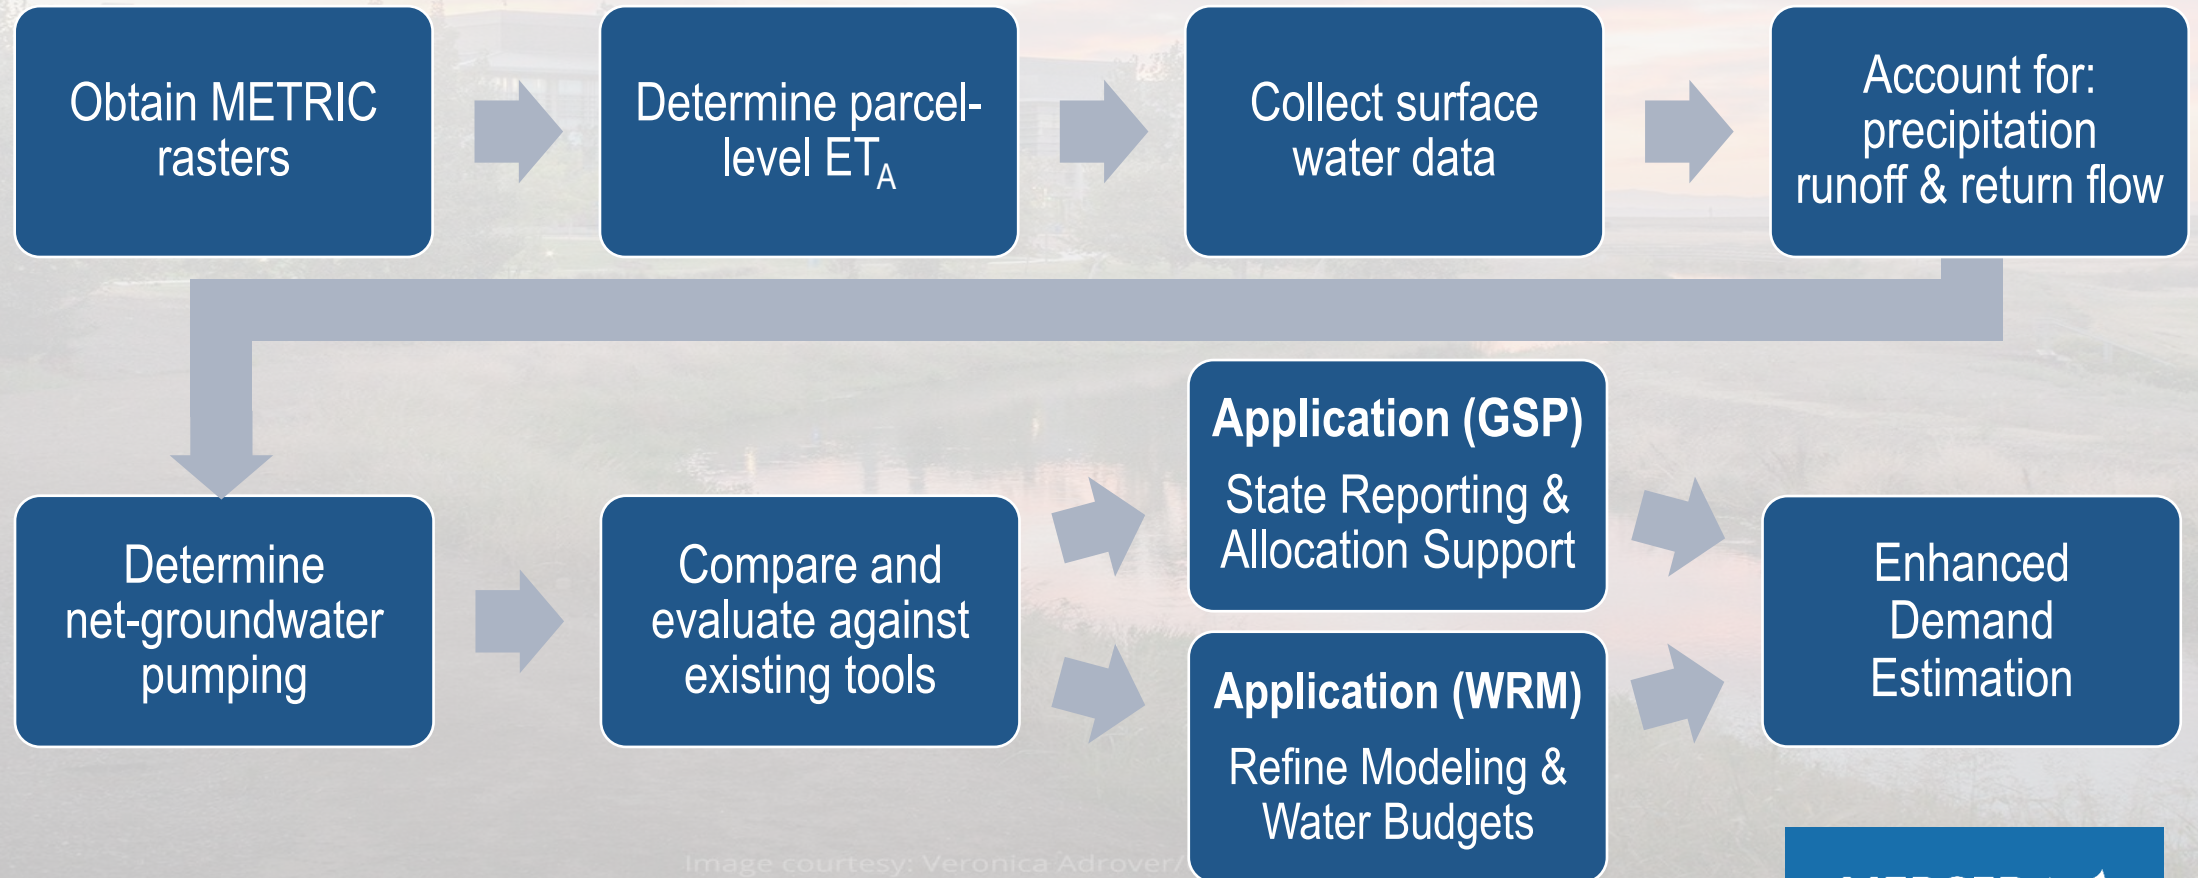 Obtain METRIC
rasters
Determine parcel-
level ETA
Collect surface
water data
Account for:
precipitation
runoff & return flow
Determine
net-groundwater
pumping
Compare and
evaluate against
existing tools
Application (GSP)
State Reporting &
Allocation Support
Application (WRM)
Refine Modeling &
Water Budgets
Enhanced
Demand
Estimation
Image courtesy: Veronica Adrover/